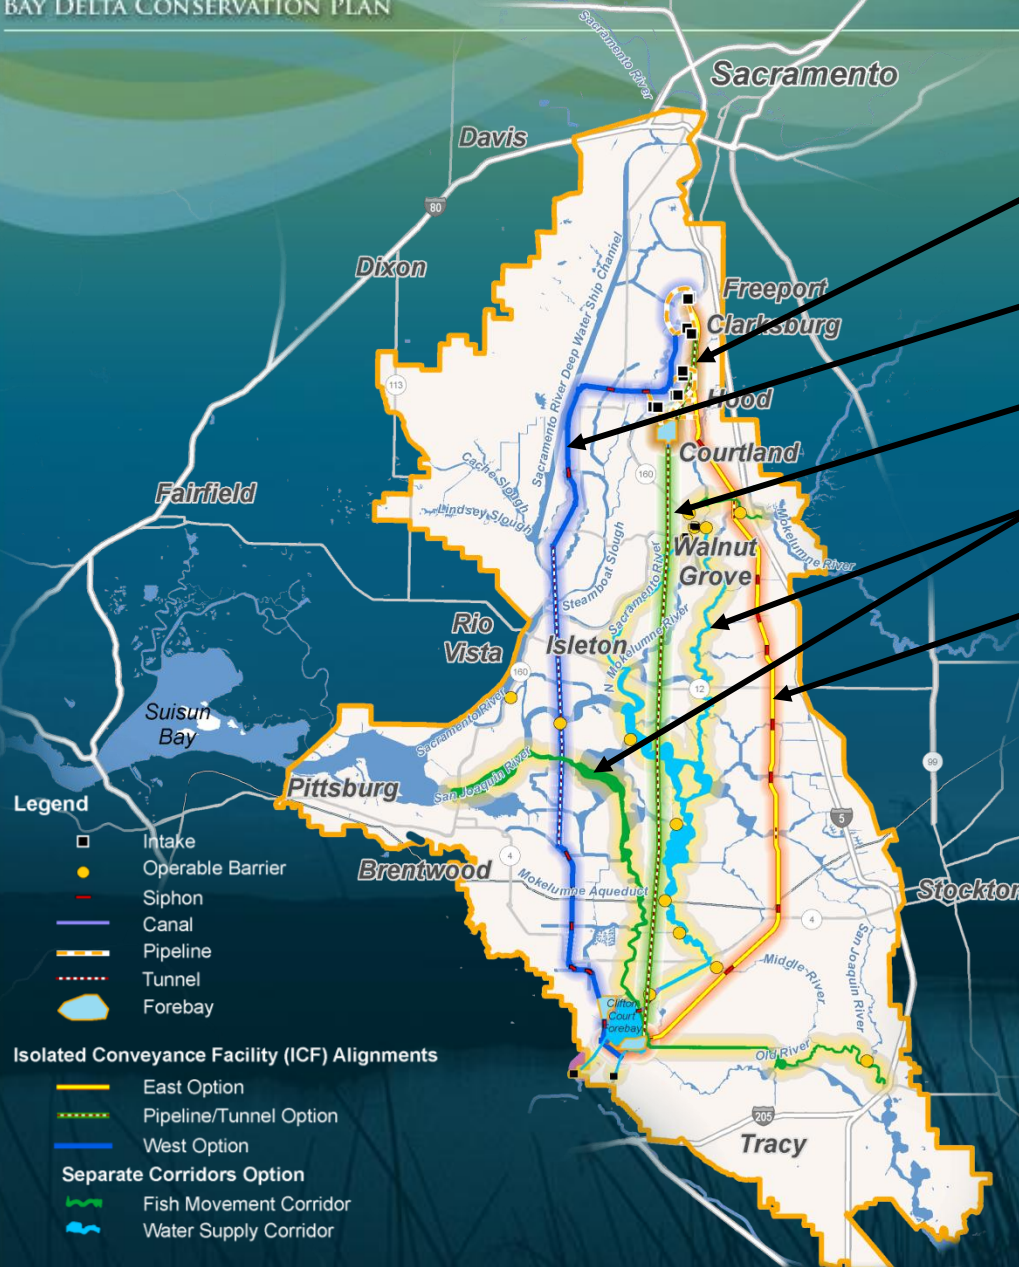 BAY DELTA CONSERVATION PLAN
Sacramento River
Sacramento
Davis
80
Dixon
Sacramento River Deep Water Ship Channel
Freeport
Clarksburg
113
Hood
Courtland
160
Cache Slough
Lindsey Slough
Fairfield
Mokelumne River
Walnut
Grove
Steamboat Slough
Sacramento River
Rio
Vista
Isleton
N Mokelumne River
160
12
Suisun
Bay
Sacramento River
99
San Joaquin River
Pittsburg
5
4
Brentwood
Mokelumne Aqueduct
Stockton
4
Middle River
San Joaquin River
Clifton
Court
Forebay
Old River
205
Tracy
Legend
Intake
Operable Barrier
Siphon
Canal
Pipeline
Tunnel
Forebay
Isolated Conveyance Facility (ICF) Alignments
East Option
Pipeline/Tunnel Option
West Option
Separate Corridors Option
Fish Movement Corridor
Water Supply Corridor